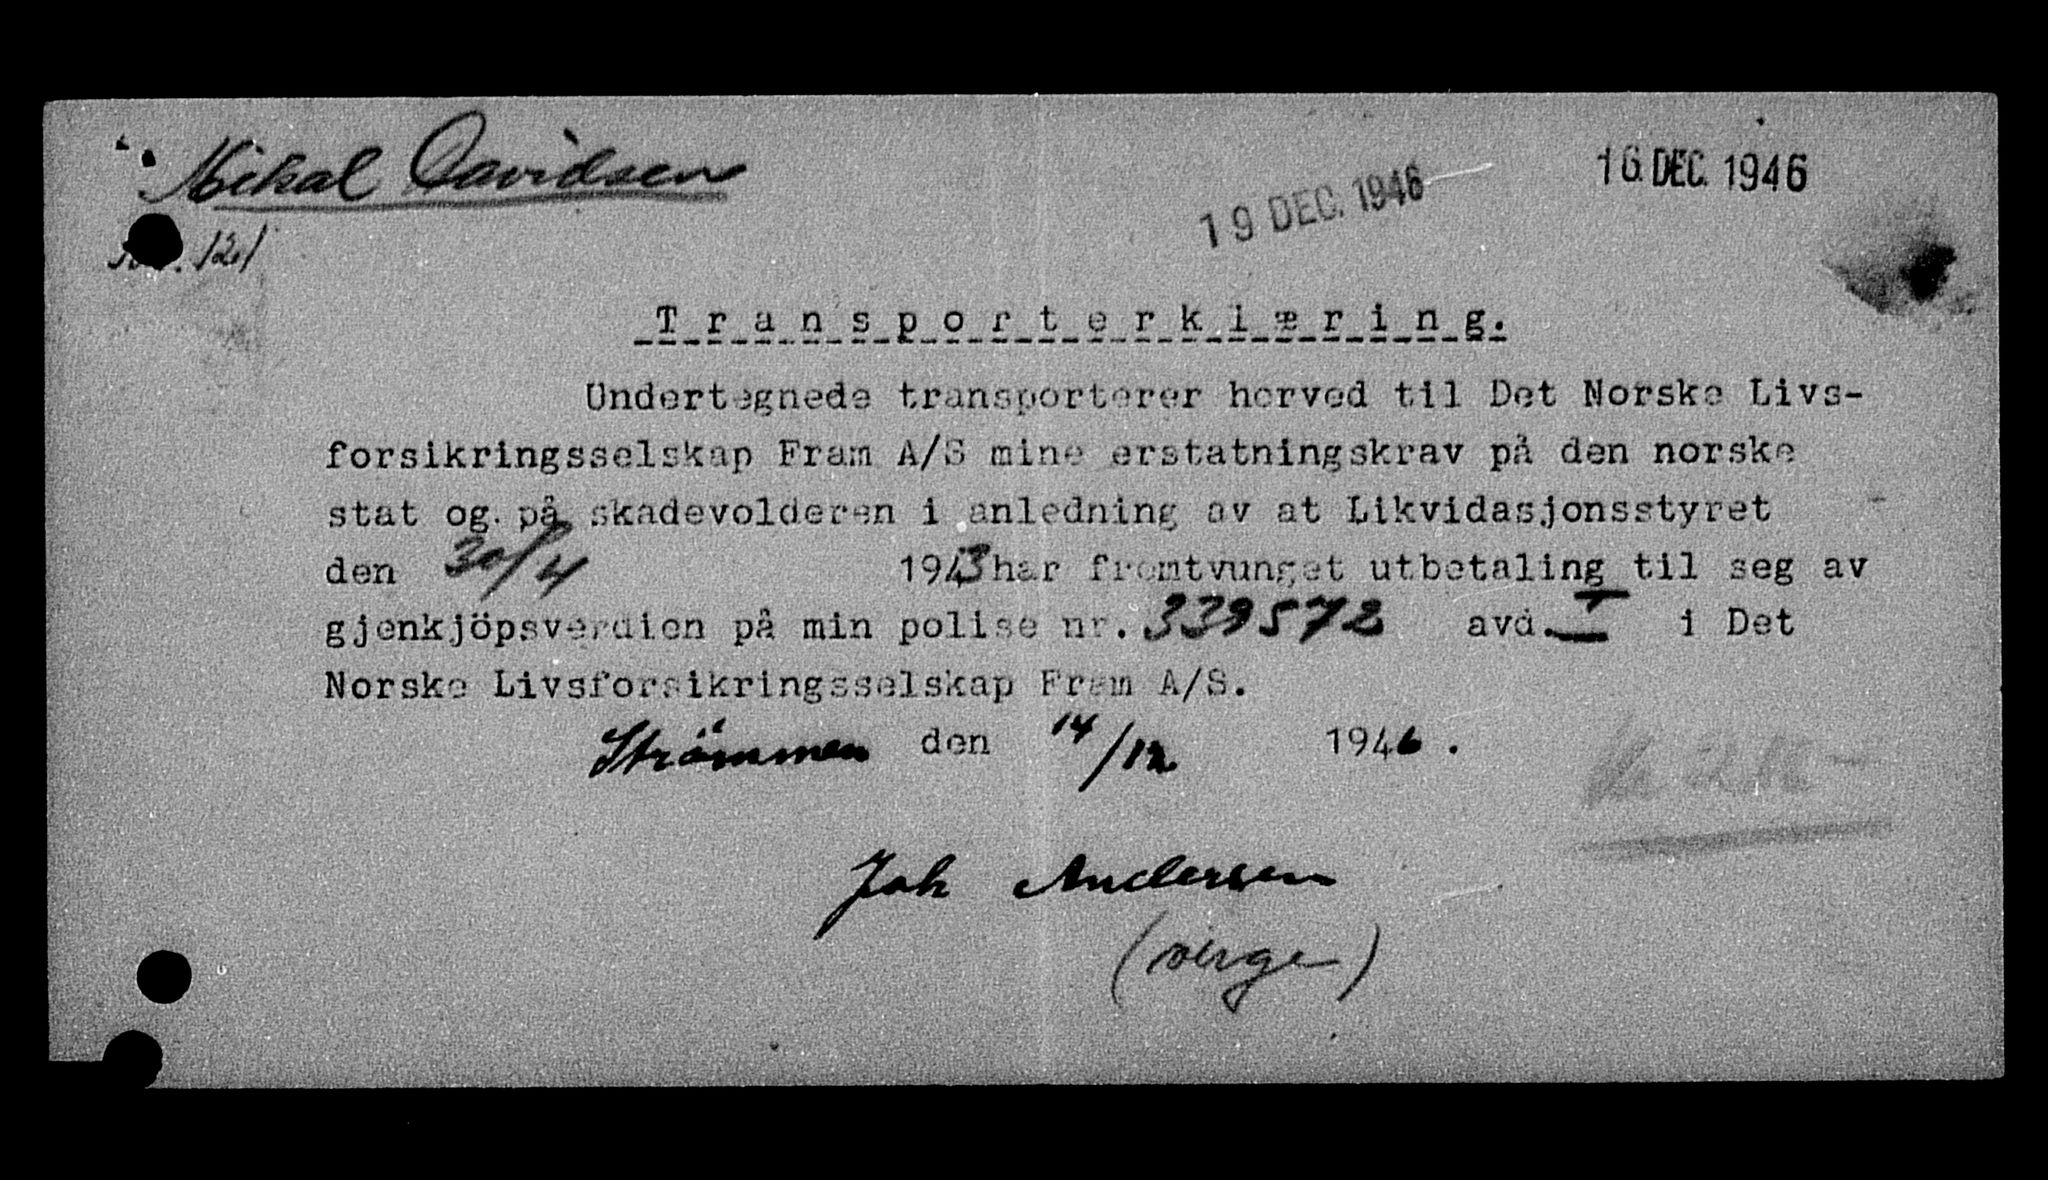 Mikal Davidsen
19 DEC. 1946
16. DEC. 1946
121
Transporterklæring.
Undertegnede transporterer herved til Det Norske Livs-
forsikringsselskap Fram A/S mine erstatningskrav på den norske
stat og på skadevolderen i anledning av at Likvidasjonsstyret
den 30/4 1943 har fremtvunget utbetaling til seg av
gjenkjöpsverdien på min polise nr. 339572 avd. I i Det
Norske Livsforsikringsselskap Fram A/S.
Strömmen den 14/12 1946.
Joh Andersen
(verge)